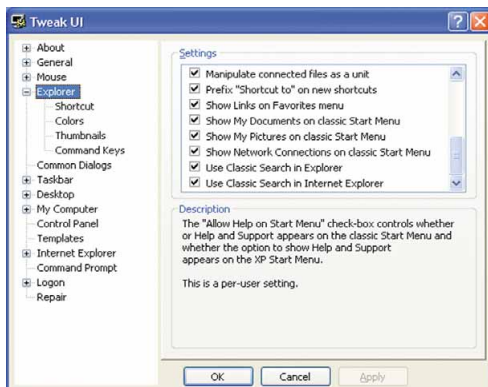 Tweak UI
About
General
Mouse
Explorer
Shortcut
Colors
Thumbnails
Command Keys
Common Dialogs
Taskbar
Desktop
My Computer
Control Panel
Templates
Internet Explorer
Command Prompt
Logon
Repair
Settings
Manipulate connected files as a unit
Prefix "Shortcut to" on new shortcuts
Show Links on Favorites menu
Show My Documents on classic Start Menu
Show My Pictures on classic Start Menu
Show Network Connections on classic Start Menu
Use Classic Search in Explorer
Use Classic Search in Internet Explorer
Description
The "Allow Help on Start Menu" check-box controls whether
or Help and Support appears on the classic Start Menu and
whether the option to show Help and Support
appears on the XP Start Menu.
This is a per-user setting.
OK
Cancel
Apply